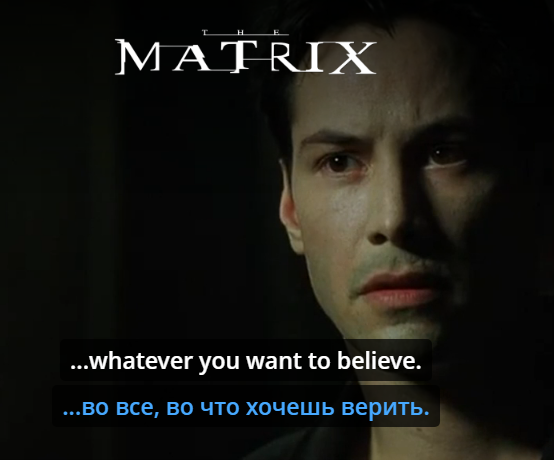 THE
MATRIX
...whatever you want to believe.
...во все, во что хочешь верить.